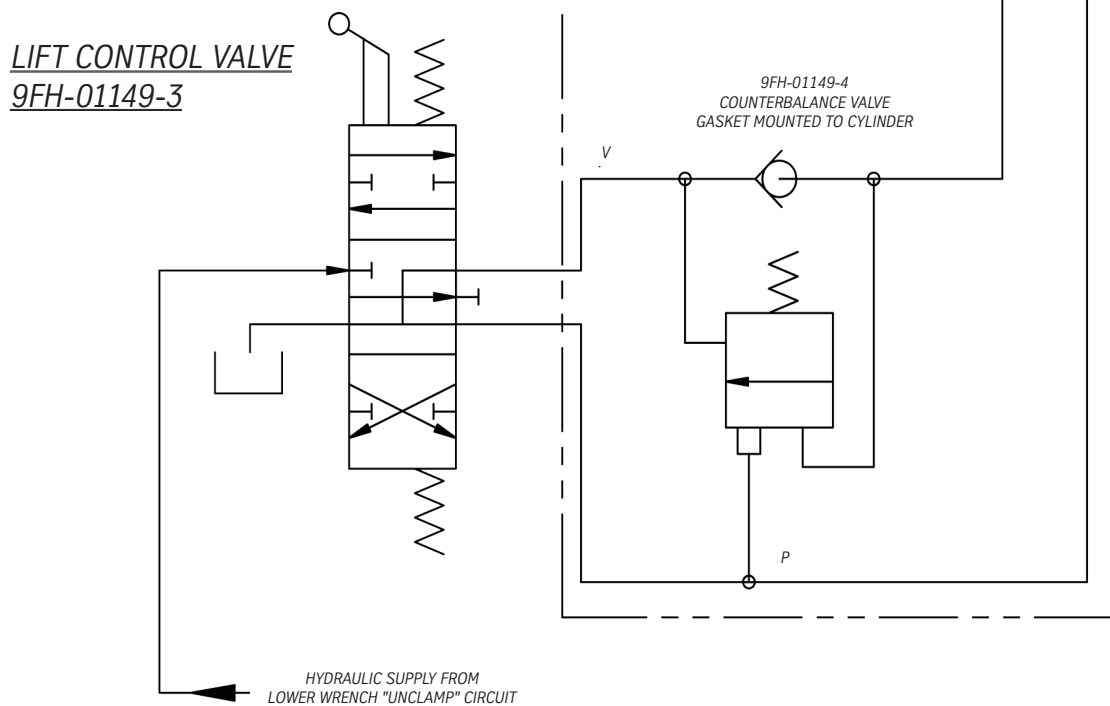 LIFT CONTROL VALVE
9FH-01149-3
9FH-01149-4
COUNTERBALANCE VALVE
GASKET MOUNTED TO CYLINDER
V
P
HYDRAULIC SUPPLY FROM
LOWER WRENCH "UNCLAMP" CIRCUIT